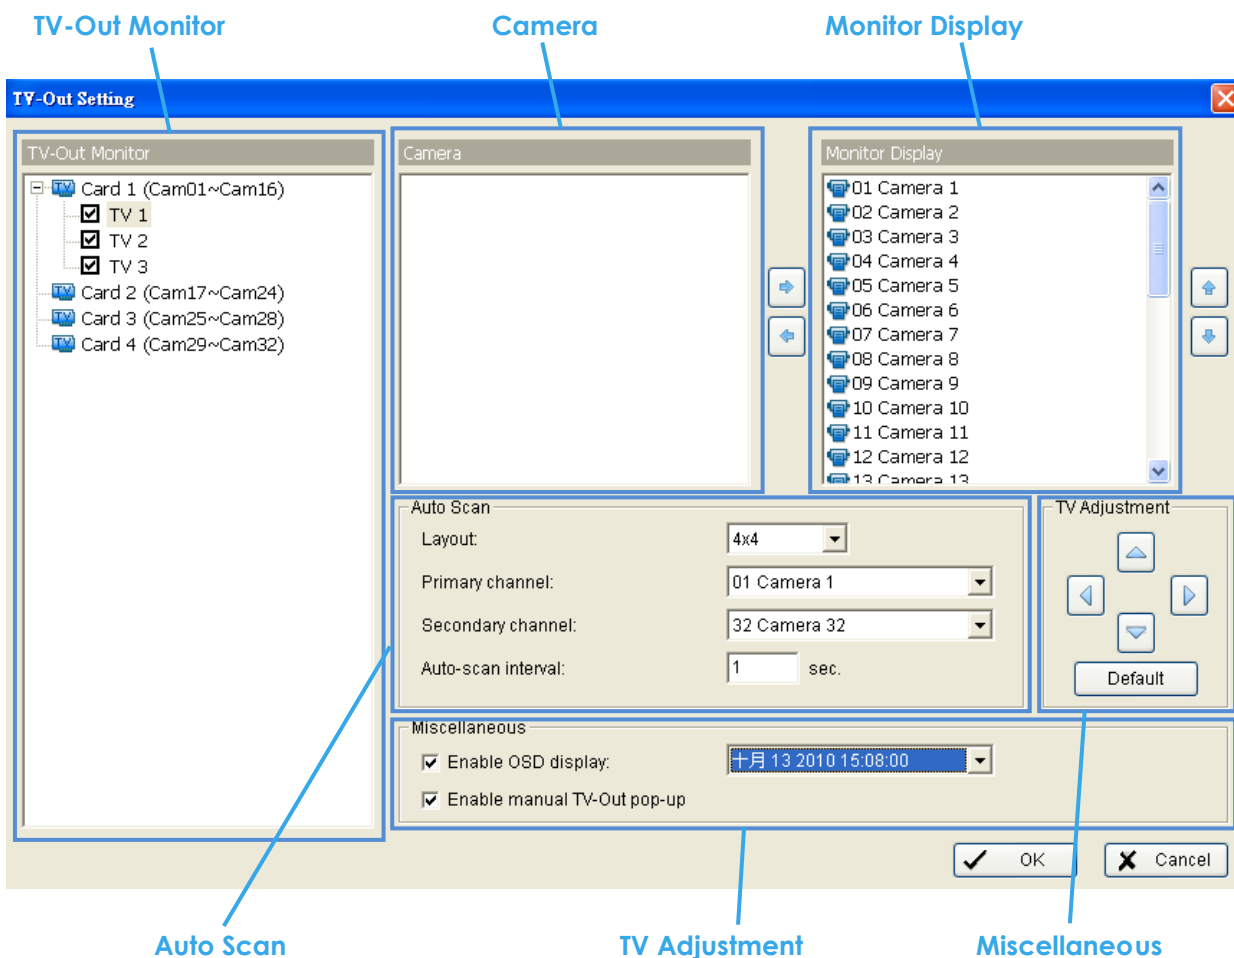 TV-Out Monitor
Camera
Monitor Display
TV-Out Setting
TV-Out Monitor
Card 1 (Cam01~Cam16)
TV 1
TV 2
TV 3
Card 2 (Cam17~Cam24)
Card 3 (Cam25~Cam28)
Card 4 (Cam29~Cam32)
Camera
Monitor Display
01 Camera 1
02 Camera 2
03 Camera 3
04 Camera 4
05 Camera 5
06 Camera 6
07 Camera 7
08 Camera 8
09 Camera 9
10 Camera 10
11 Camera 11
12 Camera 12
13 Camera 13
Auto Scan
Layout: 4x4
Primary channel: 01 Camera 1
Secondary channel: 32 Camera 32
Auto-scan interval: 1 sec.
TV Adjustment
Default
Miscellaneous
Enable OSD display: 十月 13 2010 15:08:00
Enable manual TV-Out pop-up
OK
Cancel
Auto Scan
TV Adjustment
Miscellaneous